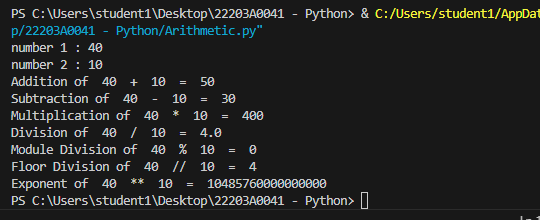 PS C:\Users\student1\Desktop\22203A0041 - Python> & C:/Users/student1/AppDat
p/22203A0041 - Python/Arithmetic.py"
number 1 : 40
number 2 : 10
Addition of  40  +  10  =  50
Subtraction of  40  -  10  =  30
Multiplication of  40  *  10  =  400
Division of  40  /  10  =  4.0
Module Division of  40  %  10  =  0
Floor Division of  40  //  10  =  4
Exponent of  40  **  10  =  10485760000000000
PS C:\Users\student1\Desktop\22203A0041 - Python>